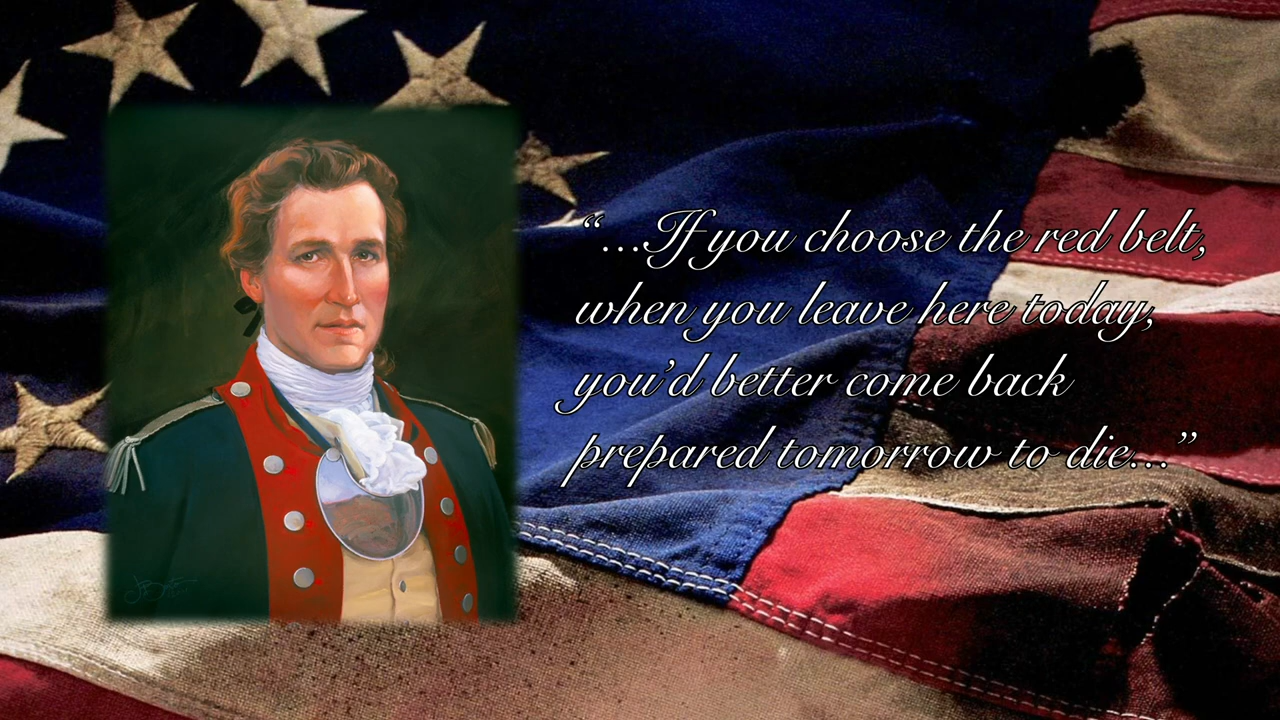 “...If you choose the red belt,
when you leave here today,
you’d better come back
prepared tomorrow to die...”